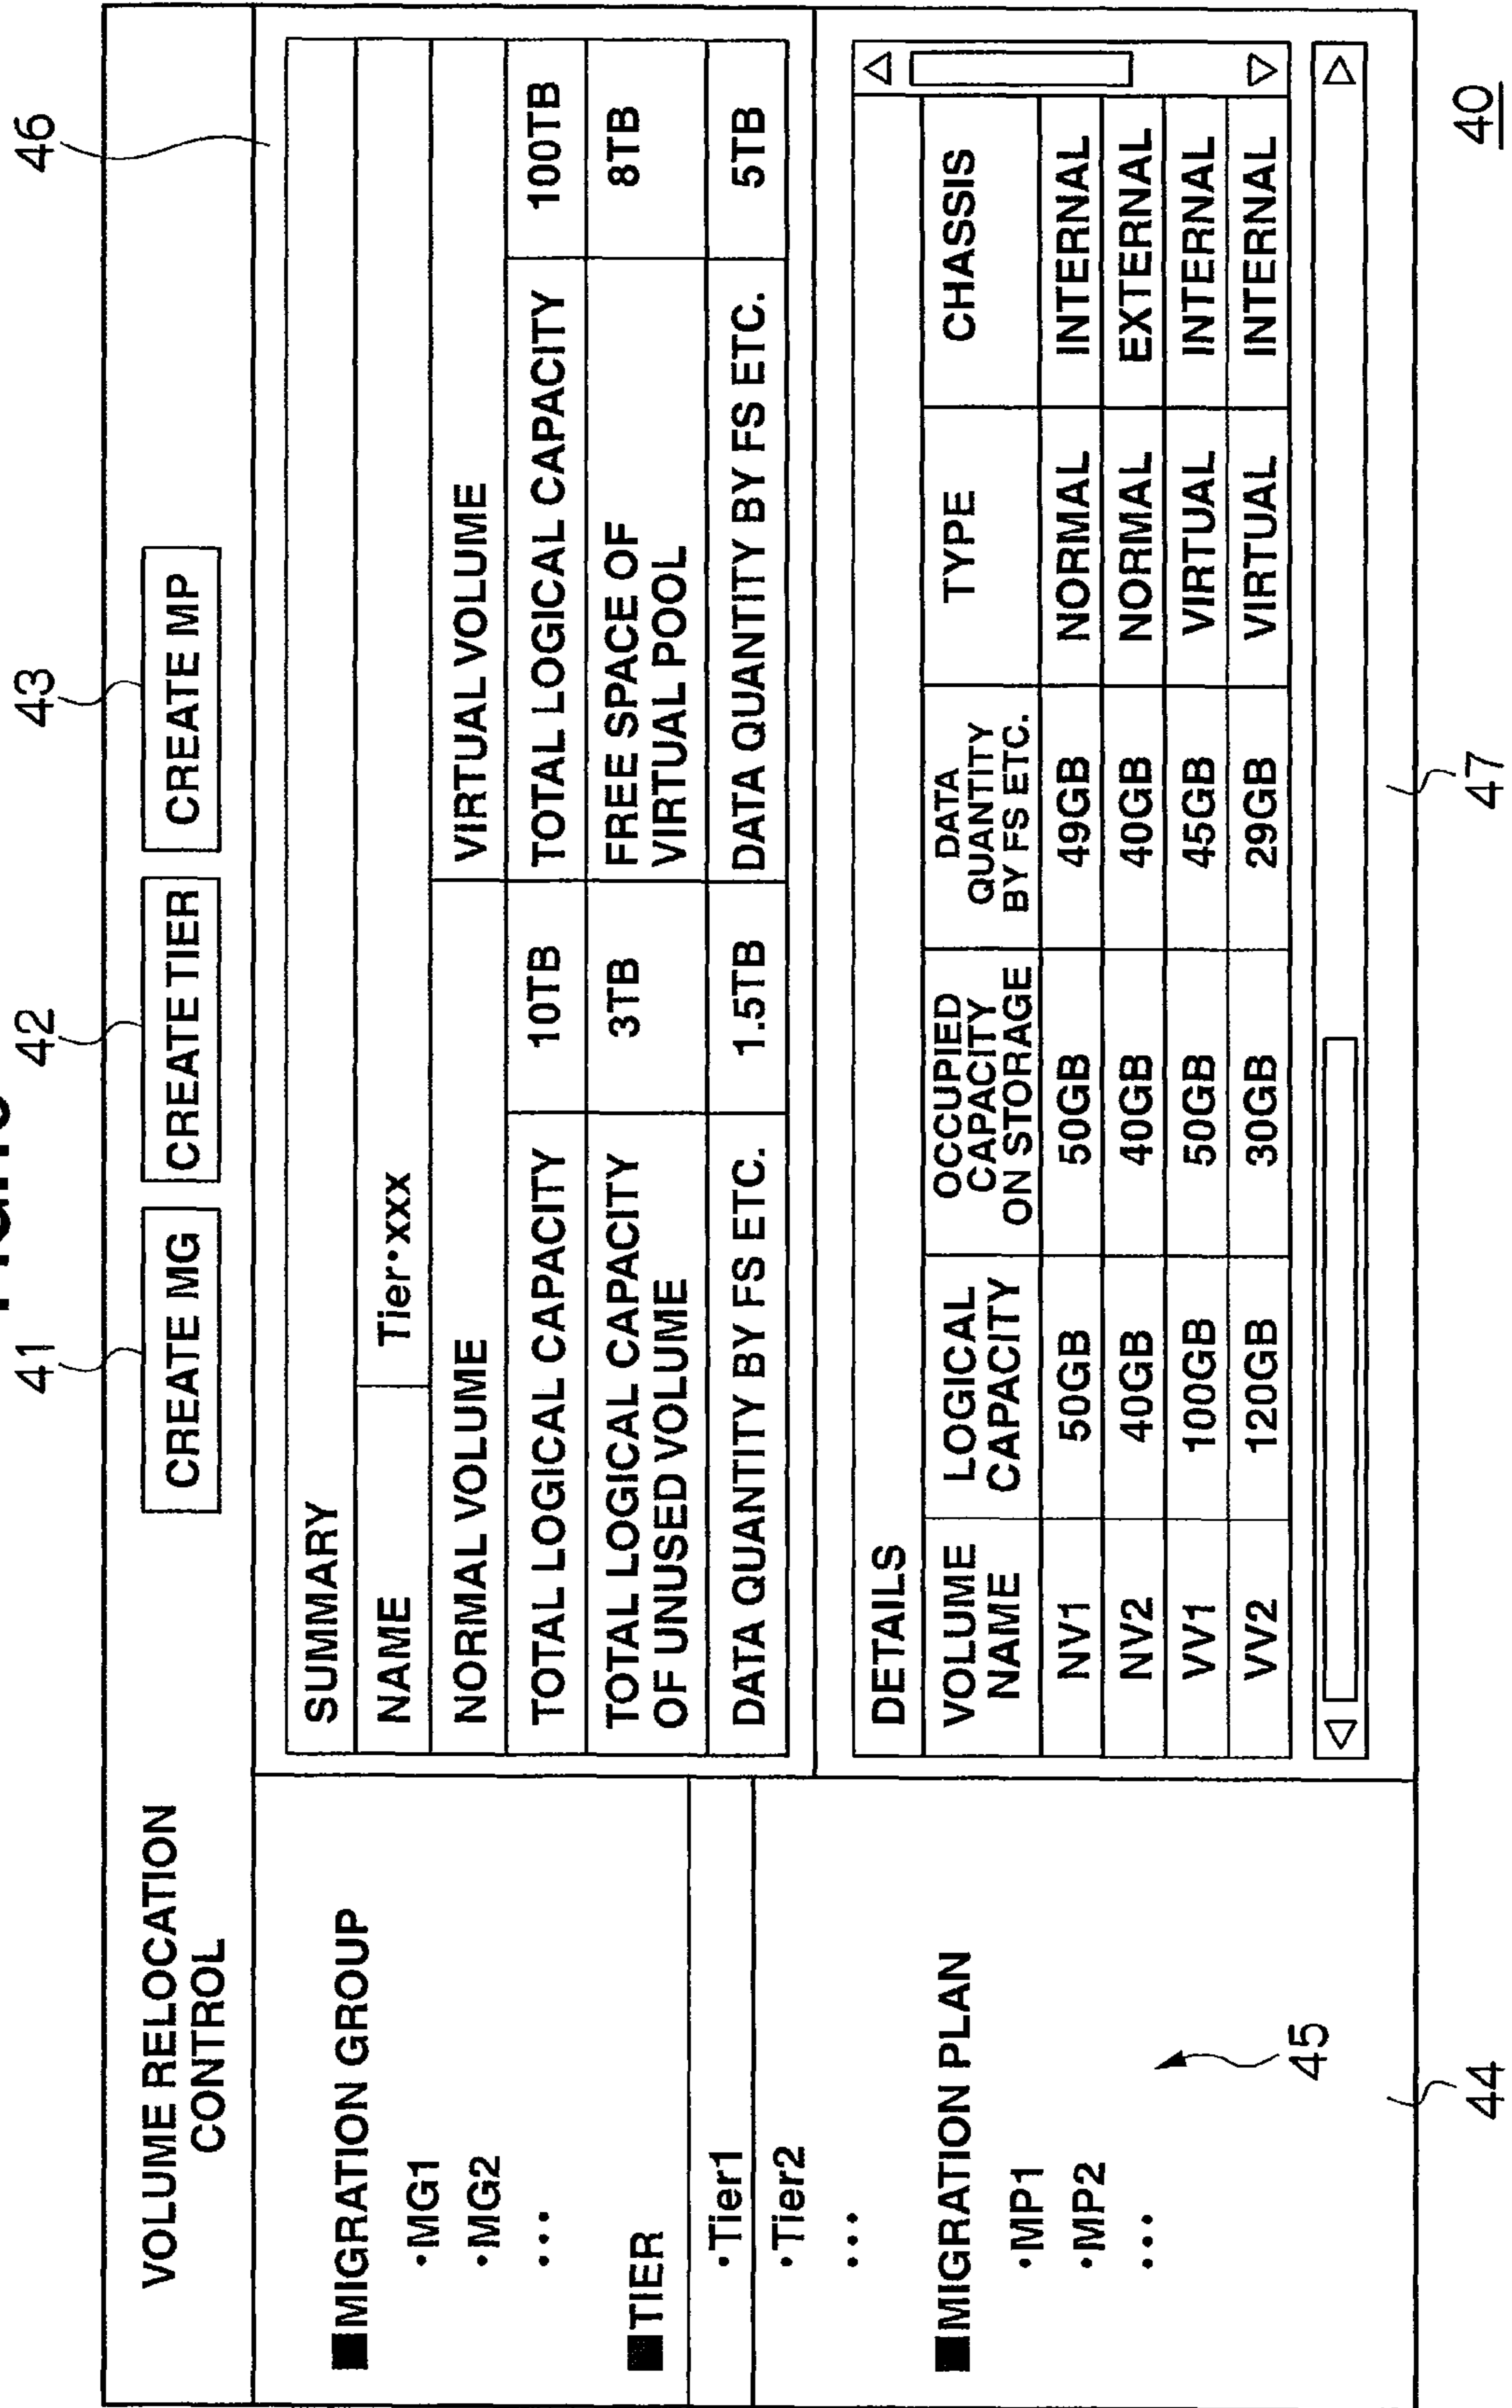 41
42
43
46
VOLUME RELOCATION
CONTROL
CREATE MG
CREATE TIER
CREATE MP
■MIGRATION GROUP
•MG1
•MG2
•••
■TIER
•Tier1
•Tier2
•••
■MIGRATION PLAN
•MP1
•MP2
•••
45
44
SUMMARY
NAME Tier•xxx
NORMAL VOLUME VIRTUAL VOLUME
TOTAL LOGICAL CAPACITY 10TB TOTAL LOGICAL CAPACITY 100TB
TOTAL LOGICAL CAPACITY
OF UNUSED VOLUME
3TB
FREE SPACE OF
VIRTUAL POOL
8TB
DATA QUANTITY BY FS ETC. 1.5TB DATA QUANTITY BY FS ETC. 5TB
DETAILS
VOLUME
NAME
LOGICAL
CAPACITY
OCCUPIED
CAPACITY
ON STORAGE
DATA
QUANTITY
BY FS ETC.
TYPE
CHASSIS
NV1 50GB 50GB 49GB NORMAL INTERNAL
NV2 40GB 40GB 40GB NORMAL EXTERNAL
VV1 100GB 50GB 45GB VIRTUAL INTERNAL
VV2 120GB 30GB 29GB VIRTUAL INTERNAL
47
40